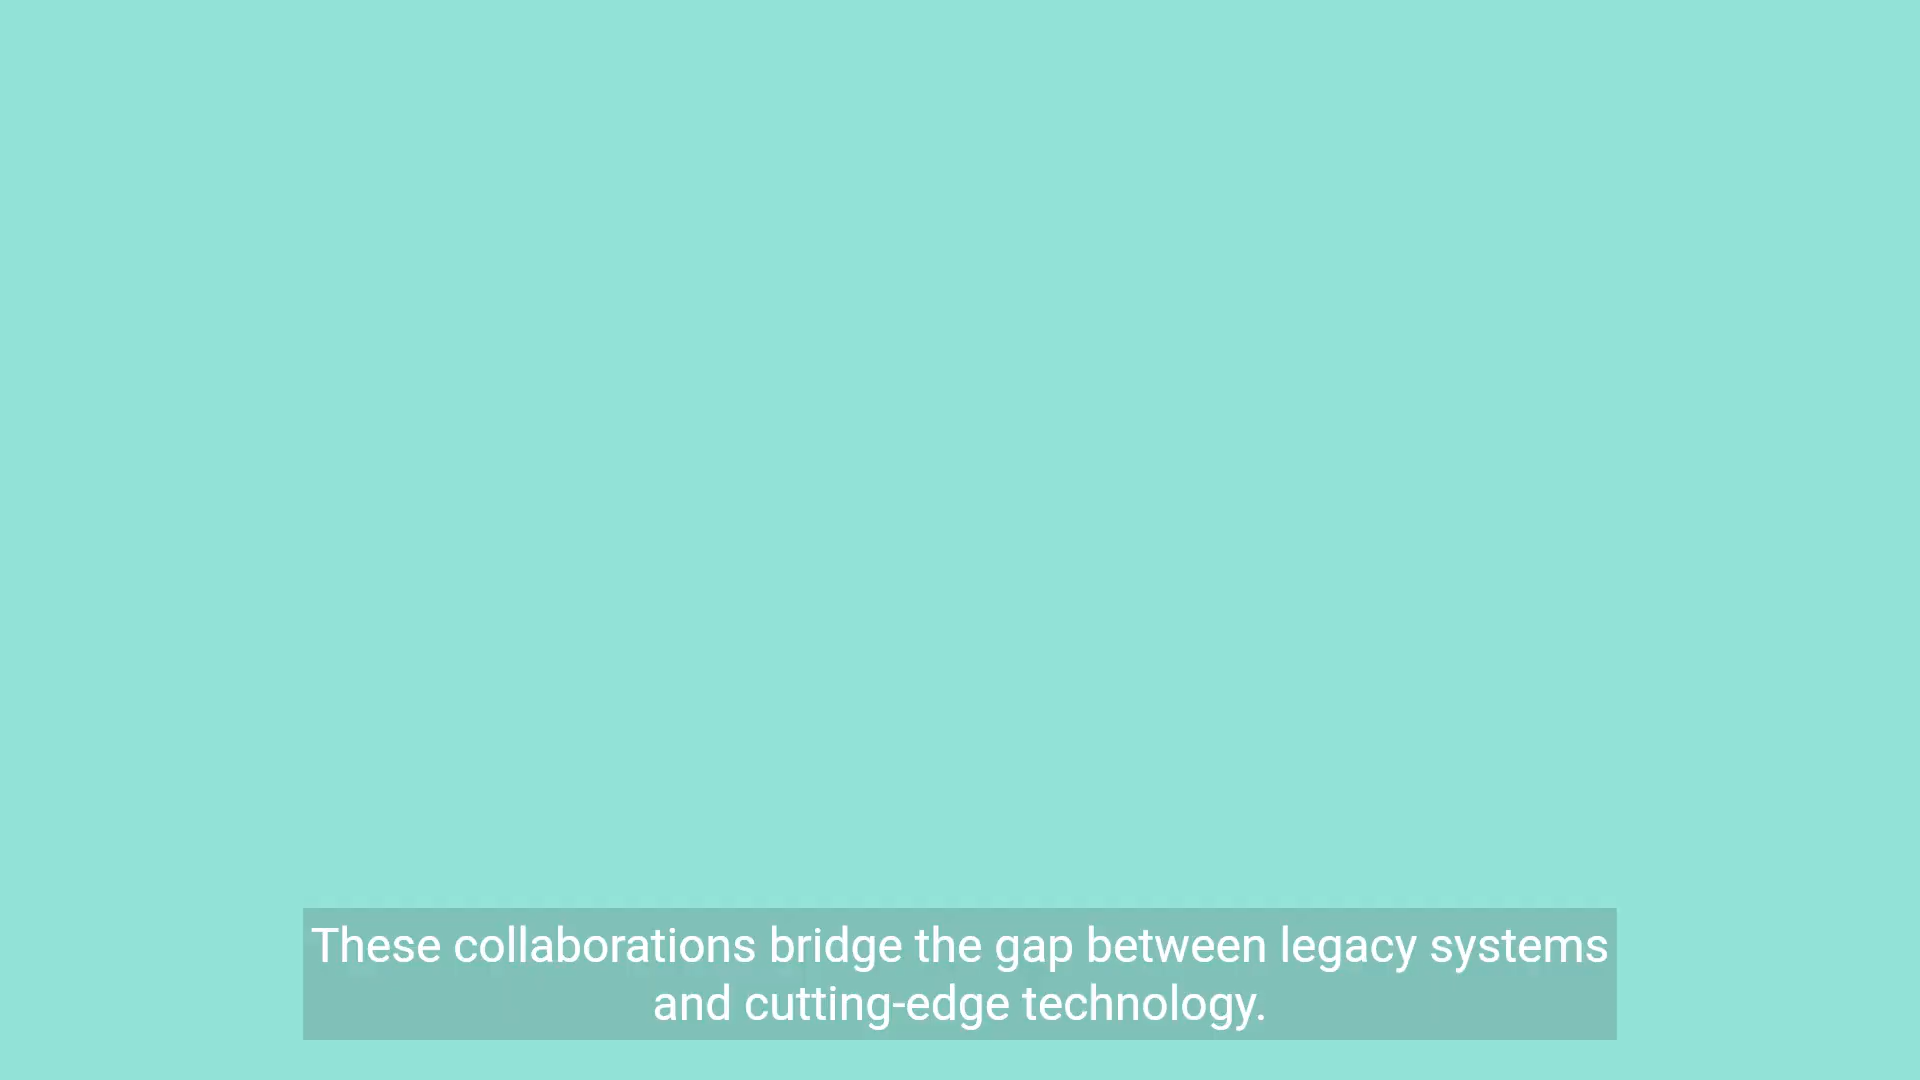 These collaborations bridge the gap between legacy systems
and cutting-edge technology.